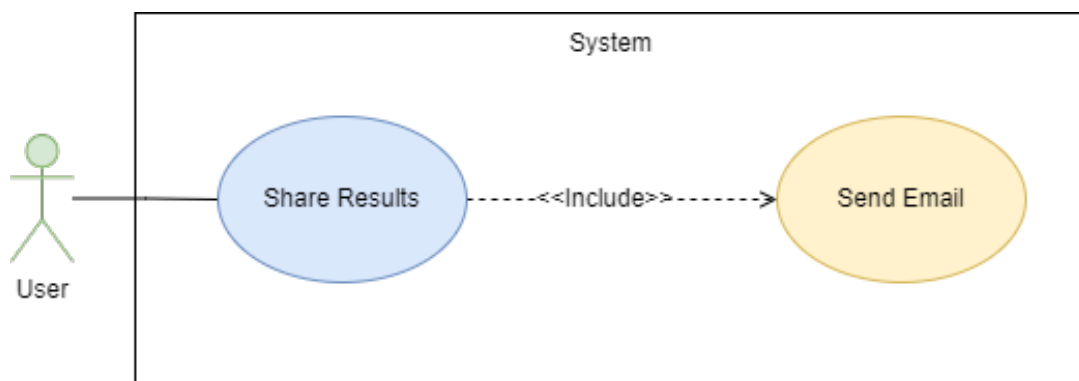 System
Share Results
<<Include>>
Send Email
User